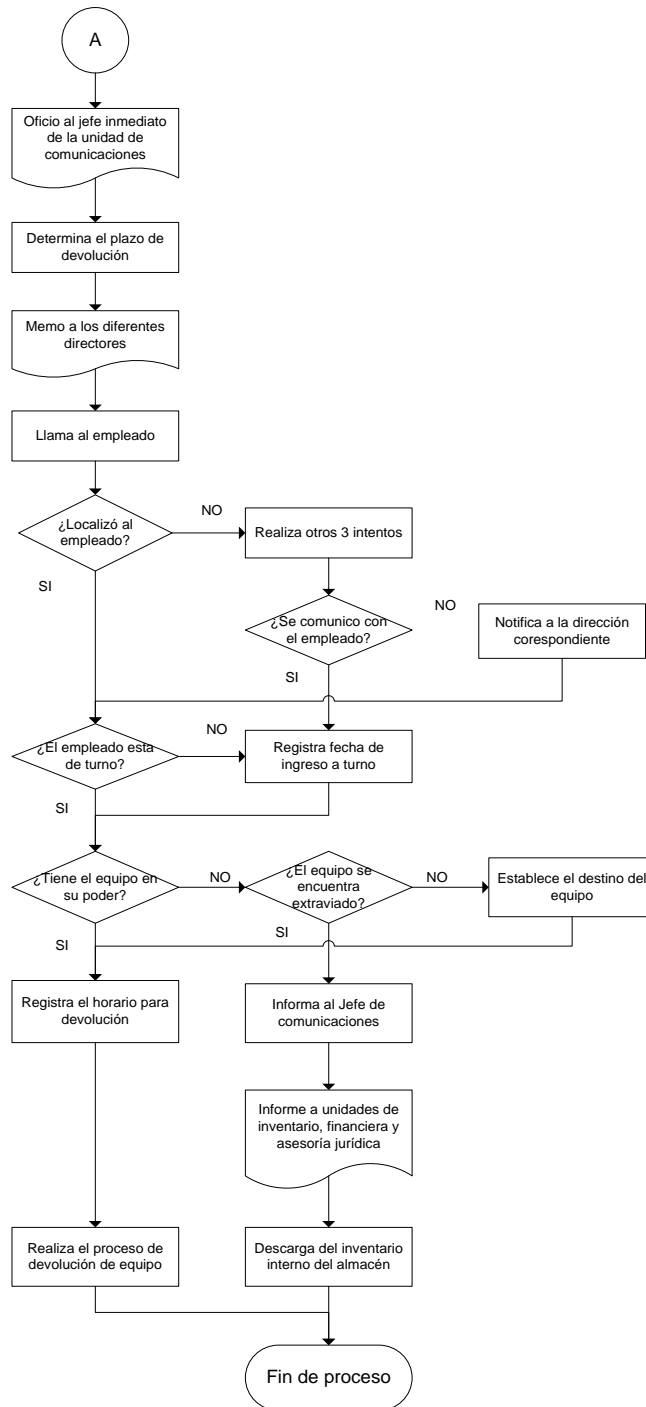 A
Oficio al jefe inmediato
de la unidad de
comunicaciones
Determina el plazo de
devolución
Memo a los diferentes
directores
Llama al empleado
¿Localizó al
empleado?
NO
Realiza otros 3 intentos
SI
¿Se comunico con
el empleado?
NO
Notifica a la dirección
corespondiente
SI
¿El empleado esta
de turno?
NO
Registra fecha de
ingreso a turno
SI
¿Tiene el equipo en
su poder?
NO
¿El equipo se
encuentra
extraviado?
NO
Establece el destino del
equipo
SI
SI
Registra el horario para
devolución
Informa al Jefe de
comunicaciones
Informe a unidades de
inventario, financiera y
asesoría jurídica
Realiza el proceso de
devolución de equipo
Descarga del inventario
interno del almacén
Fin de proceso